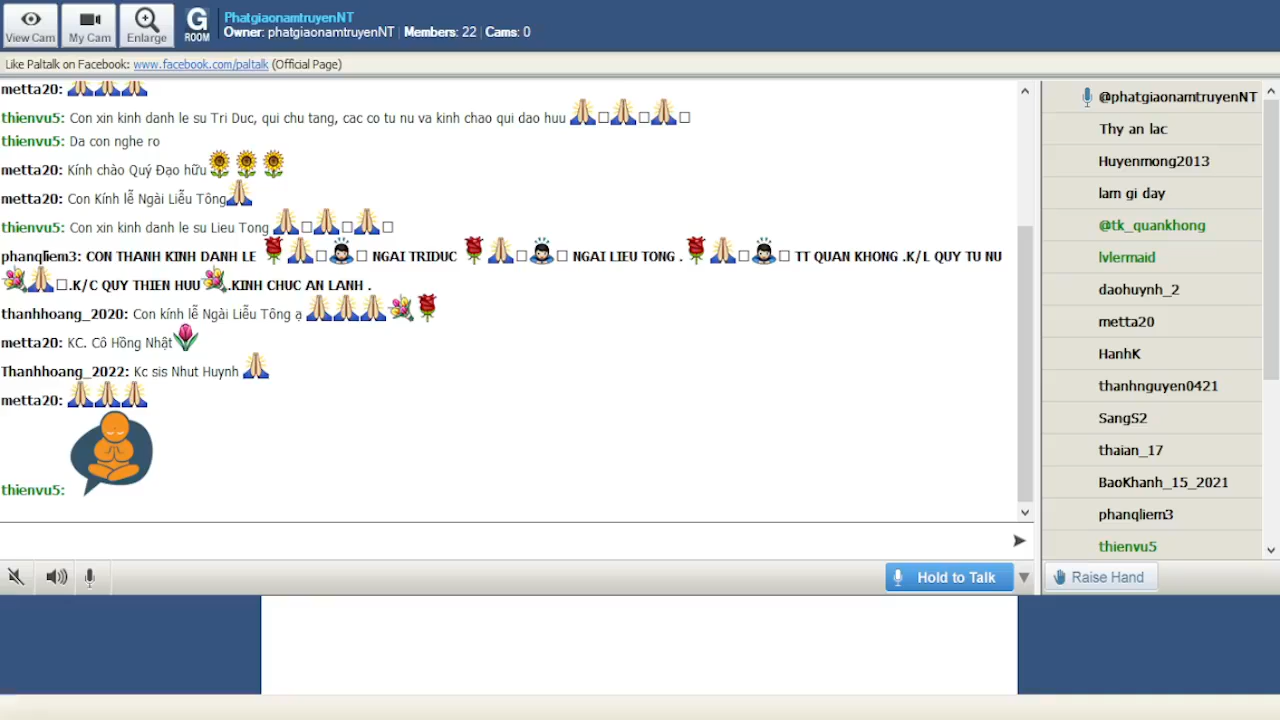 View Cam
My Cam
Enlarge
G
ROOM
PhatgiaonamtruyenNT
Owner: phatgiaonamtruyenNT | Members: 22 | Cams: 0
Like Paltalk on Facebook: www.facebook.com/paltalk (Official Page)
metta20:
thienvu5: Con xin kinh danh le su Tri Duc, qui chu tang, cac co tu nu va kinh chao qui dao huu
thienvu5: Da con nghe ro
metta20: Kính chào Quý Đạo hữu
metta20: Con Kính lễ Ngài Liễu Tông
thienvu5: Con xin kinh danh le su Lieu Tong
phanqliem3: CON THANH KINH DANH LE NGAI TRIDUC NGAI LIEU TONG . TT QUAN KHONG .K/L QUY TU NU
.K/C QUY THIEN HUU .KINH CHUC AN LANH .
thanhhoang_2020: Con kính lễ Ngài Liễu Tông ạ
metta20: KC. Cô Hồng Nhật
Thanhhoang_2022: Kc sis Nhut Huynh
metta20:
thienvu5:
Hold to Talk
@phatgiaonamtruyenNT
Thy an lac
Huyenmong2013
lam gi day
@tk_quankhong
lvlermaid
daohuynh_2
metta20
HanhK
thanhnguyen0421
SangS2
thaian_17
BaoKhanh_15_2021
phanqliem3
thienvu5
Raise Hand